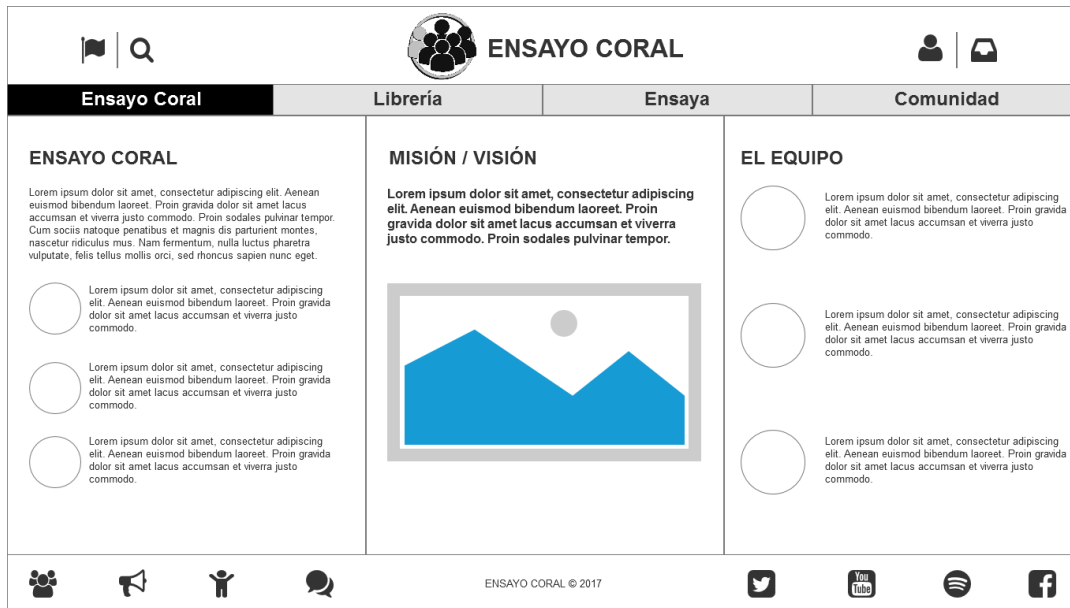 ENSAYO CORAL
Ensayo Coral
Librería
Ensaya
Comunidad
ENSAYO CORAL
Lorem ipsum dolor sit amet, consectetur adipiscing elit. Aenean
euismod bibendum laoreet. Proin gravida dolor sit amet lacus
accumsan et viverra justo commodo. Proin sodales pulvinar tempor.
Cum sociis natoque penatibus et magnis dis parturient montes,
nascetur ridiculus mus. Nam fermentum, nulla luctus pharetra
vulputate, felis tellus mollis orci, sed rhoncus sapien nunc eget.
Lorem ipsum dolor sit amet, consectetur adipiscing
elit. Aenean euismod bibendum laoreet. Proin gravida
dolor sit amet lacus accumsan et viverra justo
commodo.
Lorem ipsum dolor sit amet, consectetur adipiscing
elit. Aenean euismod bibendum laoreet. Proin gravida
dolor sit amet lacus accumsan et viverra justo
commodo.
Lorem ipsum dolor sit amet, consectetur adipiscing
elit. Aenean euismod bibendum laoreet. Proin gravida
dolor sit amet lacus accumsan et viverra justo
commodo.
MISIÓN / VISIÓN
Lorem ipsum dolor sit amet, consectetur adipiscing
elit. Aenean euismod bibendum laoreet. Proin
gravida dolor sit amet lacus accumsan et viverra
justo commodo. Proin sodales pulvinar tempor.
EL EQUIPO
Lorem ipsum dolor sit amet, consectetur adipiscing
elit. Aenean euismod bibendum laoreet. Proin gravida
dolor sit amet lacus accumsan et viverra justo
commodo.
Lorem ipsum dolor sit amet, consectetur adipiscing
elit. Aenean euismod bibendum laoreet. Proin gravida
dolor sit amet lacus accumsan et viverra justo
commodo.
Lorem ipsum dolor sit amet, consectetur adipiscing
elit. Aenean euismod bibendum laoreet. Proin gravida
dolor sit amet lacus accumsan et viverra justo
commodo.
ENSAYO CORAL © 2017
You
Tube